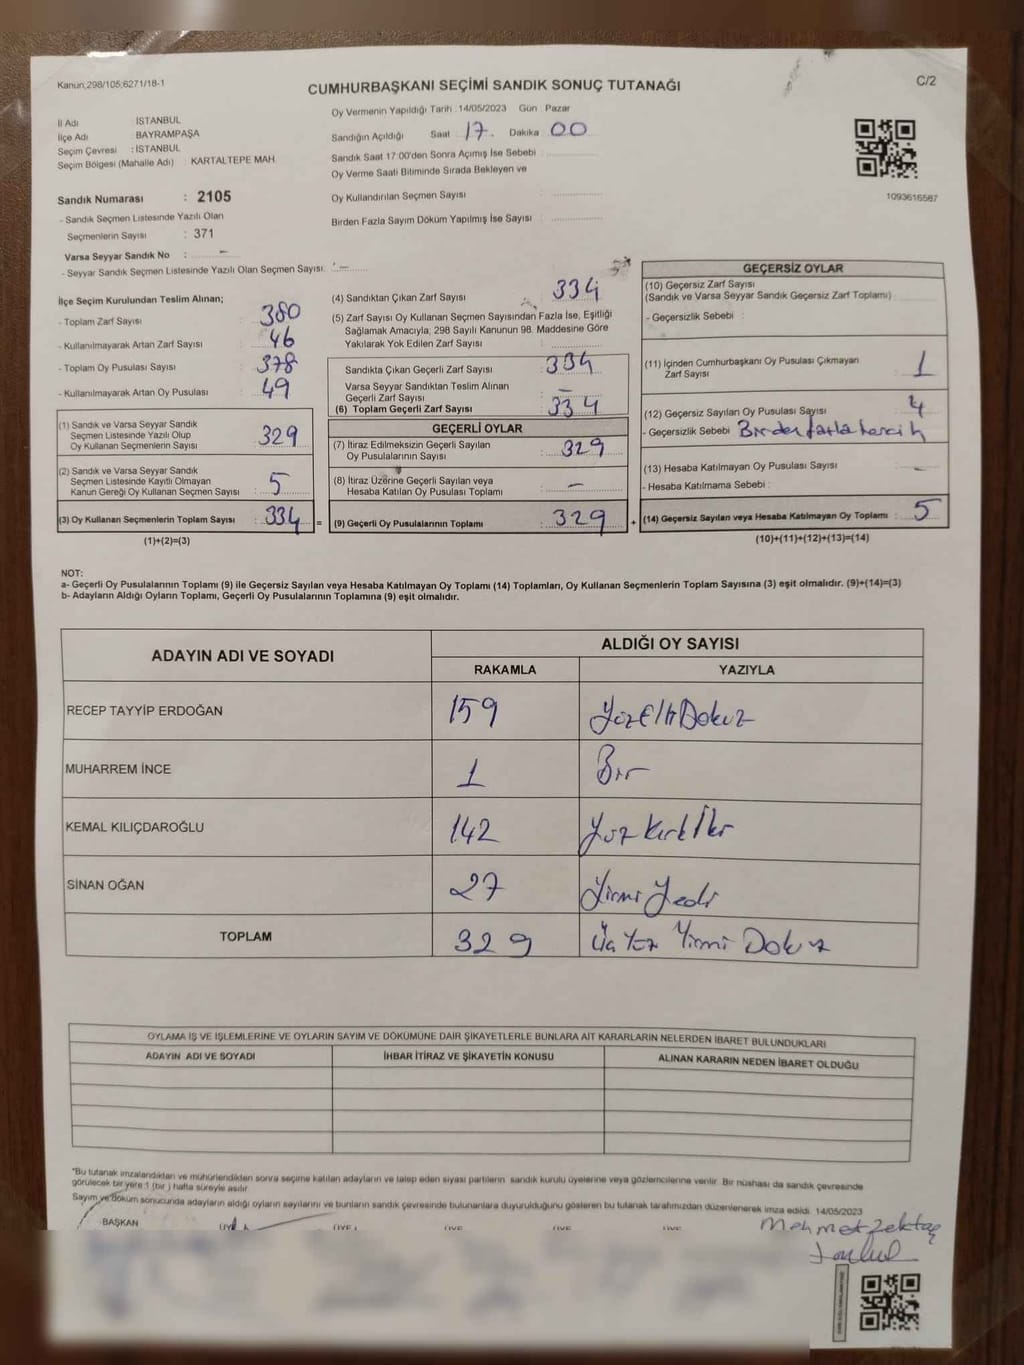 Kanun;298/105;6271/18-1
C/2
CUMHURBAŞKANI SEÇİMİ SANDIK SONUÇ TUTANAĞI
İl Adı İSTANBUL
İlçe Adı BAYRAMPAŞA
Seçim Çevresi : İSTANBUL
Seçim Bölgesi (Mahalle Adı) : KARTALTEPE MAH.
Oy Vermenin Yapıldığı Tarih :14/05/2023 Gün : Pazar
Sandığın Açıldığı Saat 17. Dakika 00
Sandık Saat 17:00'den Sonra Açımış İse Sebebi :
Oy Verme Saati Bitiminde Sırada Bekleyen ve
Oy Kullandırılan Seçmen Sayısı :
Birden Fazla Sayım Döküm Yapılmış İse Sayısı :
1093616587
Sandık Numarası : 2105
- Sandık Seçmen Listesinde Yazılı Olan
Seçmenlerin Sayısı : 371
Varsa Seyyar Sandık No : -
- Seyyar Sandık Seçmen Listesinde Yazılı Olan Seçmen Sayısı: -
İlçe Seçim Kurulundan Teslim Alınan;
- Toplam Zarf Sayısı : 380
- Kullanılmayarak Artan Zarf Sayısı : 46
- Toplam Oy Pusulası Sayısı : 378
- Kullanılmayarak Artan Oy Pusulası : 49
(1) Sandık ve Varsa Seyyar Sandık
Seçmen Listesinde Yazılı Olup
Oy Kullanan Seçmenlerin Sayısı : 329
(2) Sandık ve Varsa Seyyar Sandık
Seçmen Listesinde Kayıtlı Olmayan
Kanun Gereği Oy Kullanan Seçmen Sayısı : 5
(3) Oy Kullanan Seçmenlerin Toplam Sayısı : 334 =
(1)+(2)=(3)
(4) Sandıktan Çıkan Zarf Sayısı : 334
(5) Zarf Sayısı Oy Kullanan Seçmen Sayısından Fazla İse, Eşitliği
Sağlamak Amacıyla; 298 Sayılı Kanunun 98. Maddesine Göre
Yakılarak Yok Edilen Zarf Sayısı :
Sandıkta Çıkan Geçerli Zarf Sayısı : 334
Varsa Seyyar Sandıktan Teslim Alınan
Geçerli Zarf Sayısı : -
(6) Toplam Geçerli Zarf Sayısı : 334
GEÇERLİ OYLAR
(7) İtiraz Edilmeksizin Geçerli Sayılan
Oy Pusulalarının Sayısı : 329
(8) İtiraz Üzerine Geçerli Sayılan veya
Hesaba Katılan Oy Pusulası Toplamı : -
(9) Geçerli Oy Pusulalarının Toplamı : 329 +
GEÇERSİZ OYLAR
(10) Geçersiz Zarf Sayısı
(Sandık ve Varsa Seyyar Sandık Geçersiz Zarf Toplamı)
- Geçersizlik Sebebi :
(11) İçinden Cumhurbaşkanı Oy Pusulası Çıkmayan
Zarf Sayısı : 1
(12) Geçersiz Sayılan Oy Pusulası Sayısı : 4
- Geçersizlik Sebebi : Birden fazla tercih
(13) Hesaba Katılmayan Oy Pusulası Sayısı : -
- Hesaba Katılmama Sebebi :
(14) Geçersiz Sayılan veya Hesaba Katılmayan Oy Toplamı : 5
(10)+(11)+(12)+(13)=(14)
NOT:
a- Geçerli Oy Pusulalarının Toplamı (9) ile Geçersiz Sayılan veya Hesaba Katılmayan Oy Toplamı (14) Toplamları, Oy Kullanan Seçmenlerin Toplam Sayısına (3) eşit olmalıdır. (9)+(14)=(3)
b- Adayların Aldığı Oyların Toplamı, Geçerli Oy Pusulalarının Toplamına (9) eşit olmalıdır.
ADAYIN ADI VE SOYADI
ALDIĞI OY SAYISI
RAKAMLA YAZIYLA
RECEP TAYYİP ERDOĞAN 159 Yüz Elli Dokuz
MUHARREM İNCE 1 Bir
KEMAL KILIÇDAROĞLU 142 Yüz Kırk İki
SİNAN OĞAN 27 Yirmi Yedi
TOPLAM 329 Üç Yüz Yirmi Dokuz
OYLAMA İŞ VE İŞLEMLERİNE VE OYLARIN SAYIM VE DÖKÜMÜNE DAİR ŞİKAYETLERLE BUNLARA AİT KARARLARIN NELERDEN İBARET BULUNDUKLARI
ADAYIN ADI VE SOYADI İHBAR İTİRAZ VE ŞİKAYETİN KONUSU ALINAN KARARIN NEDEN İBARET OLDUĞU
"Bu tutanak imzalandıktan ve mühürlendikten sonra seçime katılan adayların ve talep eden siyasi partilerin sandık kurulu üyelerine veya gözlemcilerine verilir. Bir nüshası da sandık çevresinde
görülecek bir yere 1 (bir ) hafta süreyle asılır.
Sayım ve döküm sonucunda adayların aldığı oyların sayılarını ve bunların sandık çevresinde bulunanlara duyurulduğunu gösteren bu tutanak tarafımızdan düzenlenerek imza edildi. 14/05/2023
BAŞKAN